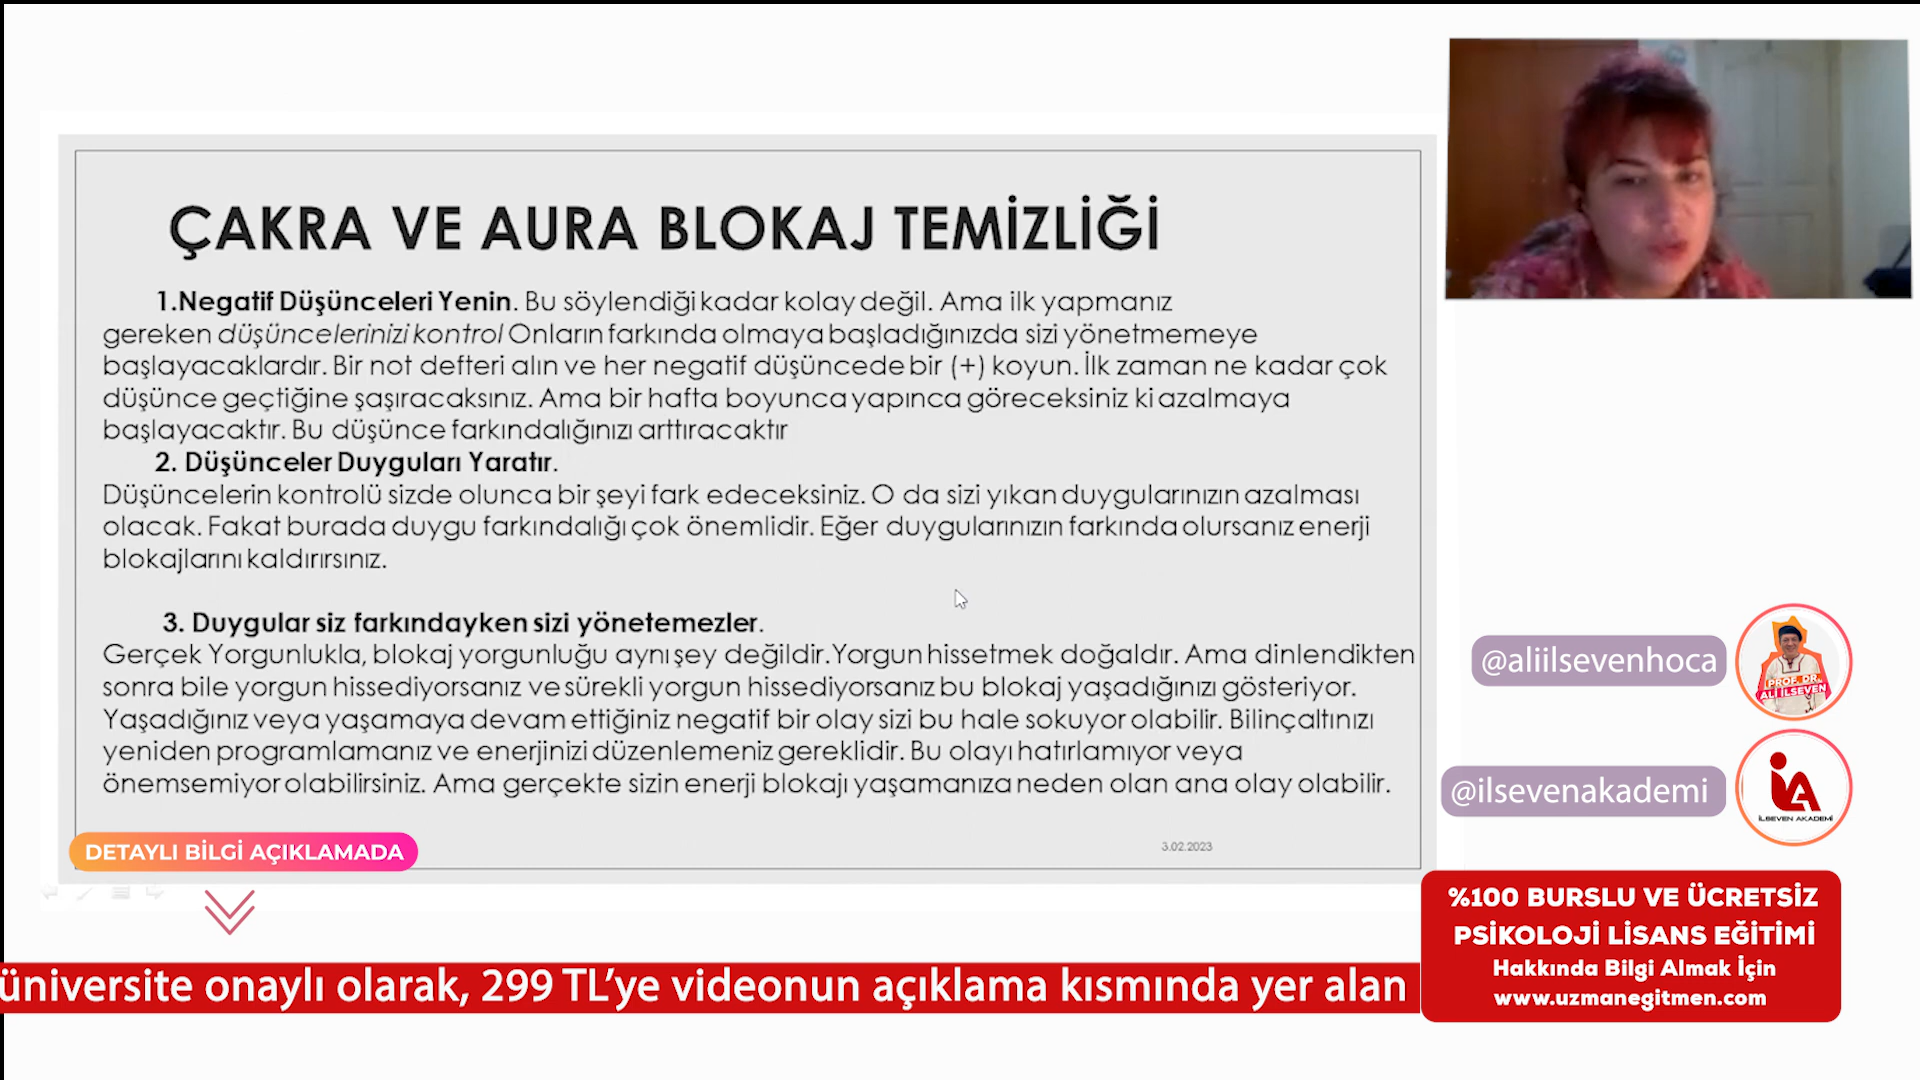 ÇAKRA VE AURA BLOKAJ TEMİZLİĞİ
1.Negatif Düşünceleri Yenin. Bu söylendiği kadar kolay değil. Ama ilk yapmanız
gereken düşüncelerinizi kontrol Onların farkında olmaya başladığınızda sizi yönetmemeye
başlayacaklardır. Bir not defteri alın ve her negatif düşüncede bir (+) koyun. İlk zaman ne kadar çok
düşünce geçtiğine şaşıracaksınız. Ama bir hafta boyunca yapınca göreceksiniz ki azalmaya
başlayacaktır. Bu düşünce farkındalığınızı arttıracaktır
2. Düşünceler Duyguları Yaratır.
Düşüncelerin kontrolü sizde olunca bir şeyi fark edeceksiniz. O da sizi yıkan duygularınızın azalması
olacak. Fakat burada duygu farkındalığı çok önemlidir. Eğer duygularınızın farkında olursanız enerji
blokajlarını kaldırırsınız.
3. Duygular siz farkındayken sizi yönetemezler.
Gerçek Yorgunlukla, blokaj yorgunluğu aynı şey değildir.Yorgun hissetmek doğaldır. Ama dinlendikten
sonra bile yorgun hissediyorsanız ve sürekli yorgun hissediyorsanız bu blokaj yaşadığınızı gösteriyor.
Yaşadığınız veya yaşamaya devam ettiğiniz negatif bir olay sizi bu hale sokuyor olabilir. Bilinçaltınızı
yeniden programlamanız ve enerjinizi düzenlemeniz gereklidir. Bu olayı hatırlamıyor veya
önemsemiyor olabilirsiniz. Ama gerçekte sizin enerji blokajı yaşamanıza neden olan ana olay olabilir.
3.02.2023
DETAYLI BİLGİ AÇIKLAMADA
@aliilsevenhoca
PROF. DR.
ALİ İLSEVEN
@ilsevenakademi
İLSEVEN AKADEMİ
%100 BURSLU VE ÜCRETSİZ
PSİKOLOJİ LİSANS EĞİTİMİ
Hakkında Bilgi Almak İçin
www.uzmanegitmen.com
üniversite onaylı olarak, 299 TL’ye videonun açıklama kısmında yer alan